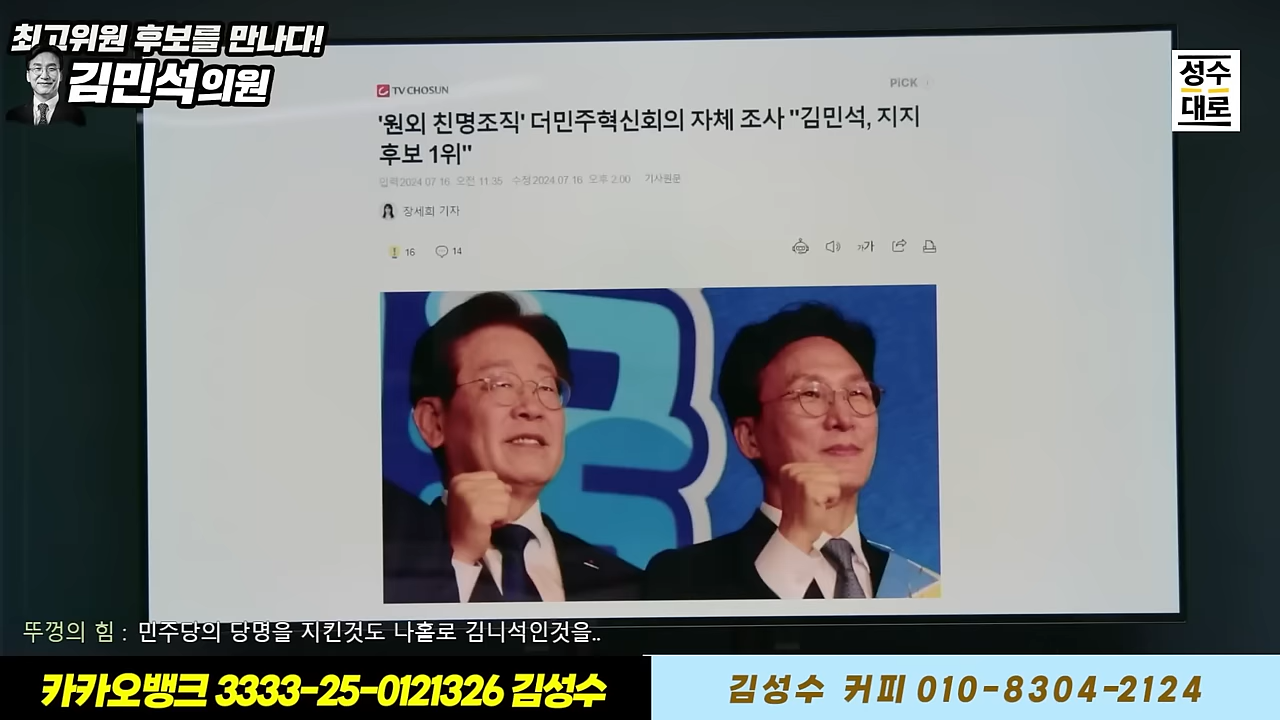 최고위원 후보를 만나다!
김민석의원
성수
대로
TV CHOSUN
PiCK
'원외 친명조직' 더민주혁신회의 자체 조사 "김민석, 지지
후보 1위"
입력 2024 07 16 오전 11:35 수정 2024 07 16 오후 2:00 기사원문
장세희 기자
16 14
가가
뚜껑의 힘 : 민주당의 당명을 지킨것도 나홀로 김니석인것을..
카카오뱅크 3333-25-0121326 김성수
김성수 커피 010-8304-2124